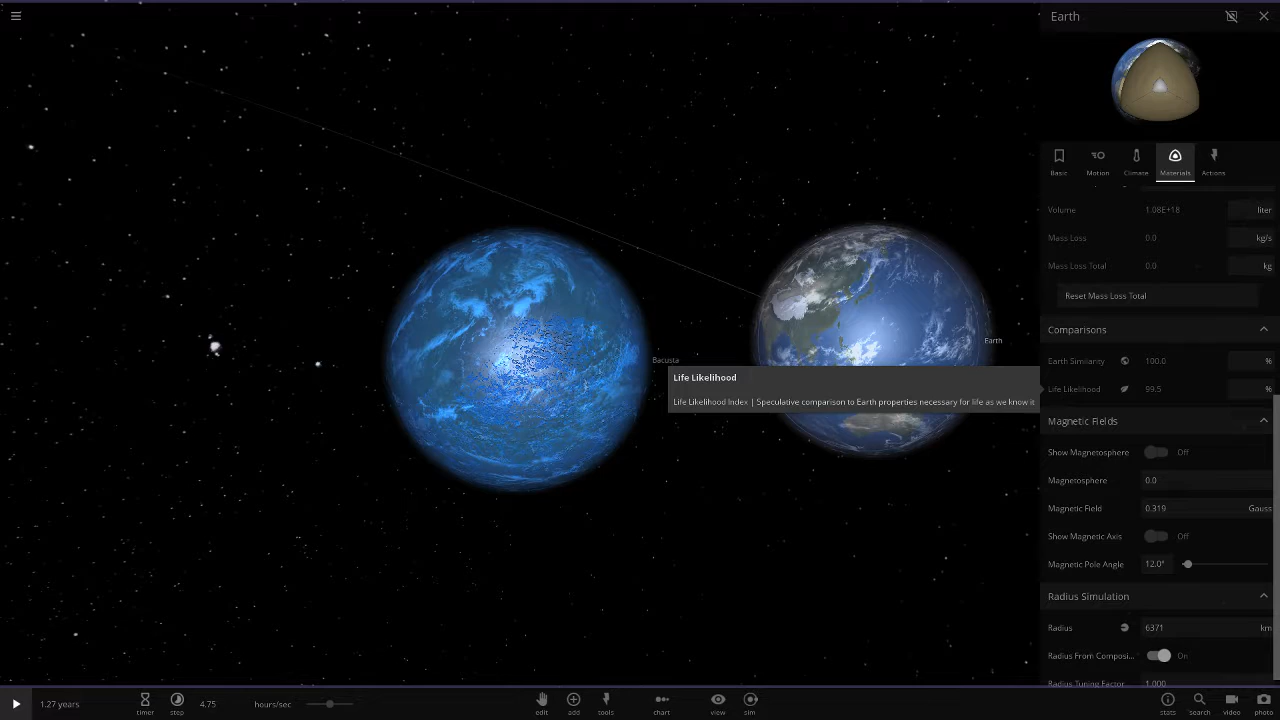 Earth
Basic
Motion
Climate
Materials
Actions
Volume 1.08E+18 liter
Mass Loss 0.0 kg/s
Mass Loss Total 0.0 kg
Reset Mass Loss Total
Comparisons
Earth Similarity 100.0 %
Life Likelihood 99.5 %
Magnetic Fields
Show Magnetosphere Off
Magnetosphere 0.0
Magnetic Field 0.319 Gauss
Show Magnetic Axis Off
Magnetic Pole Angle 12.0°
Radius Simulation
Radius 6371 km
Radius From Composi... On
Radius Tuning Factor 1.000
Bacusta
Earth
Life Likelihood
Life Likelihood Index | Speculative comparison to Earth properties necessary for life as we know it
1.27 years
timer
step
4.75 hours/sec
edit
add
tools
chart
view
sim
stats
search
video
photo